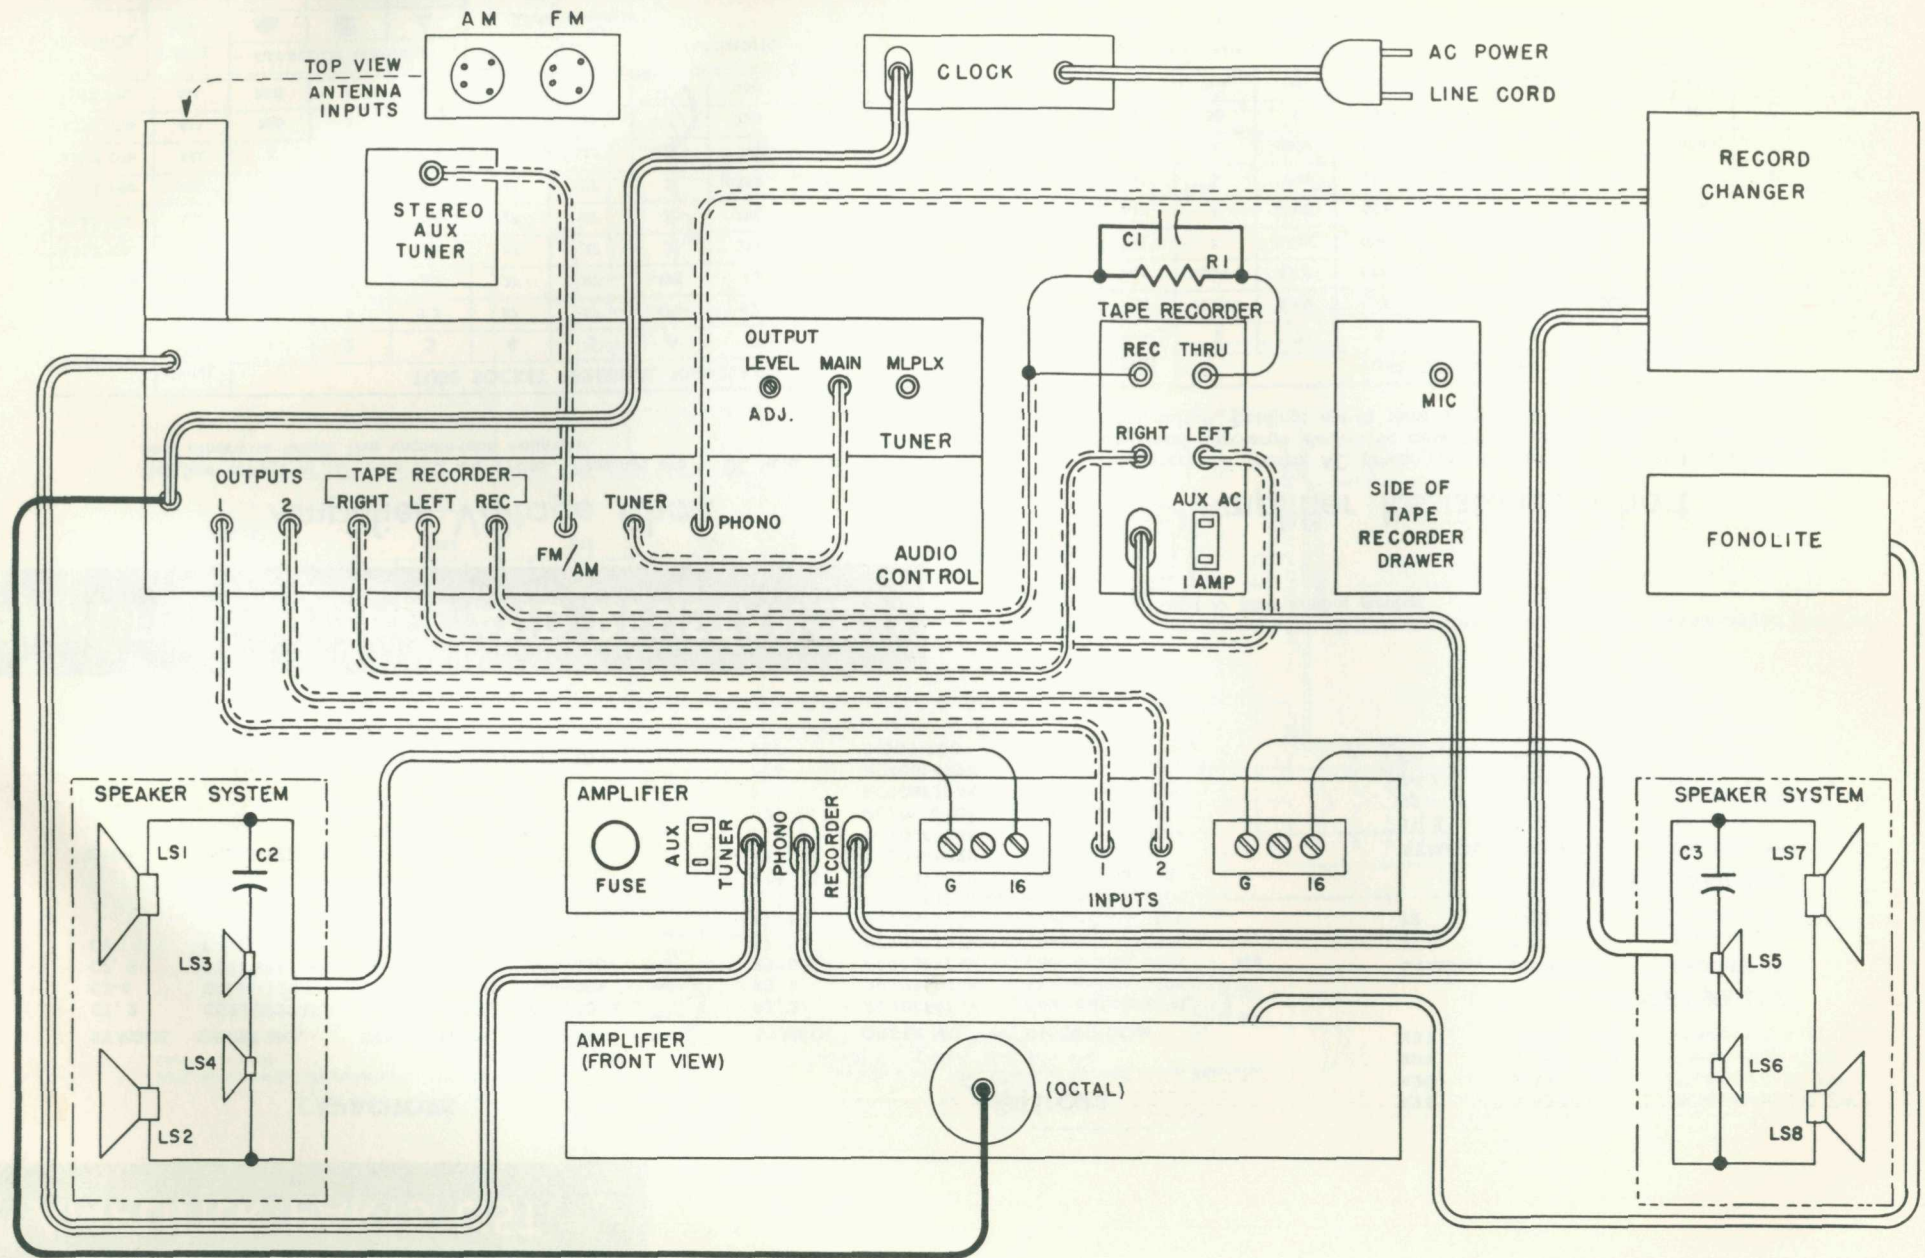 AM FM
TOP VIEW
ANTENNA
INPUTS
CLOCK
AC POWER
LINE CORD
RECORD
CHANGER
STEREO
AUX
TUNER
C1
R1
TAPE RECORDER
REC THRU
MIC
RIGHT LEFT
AUX AC
1 AMP
SIDE OF
TAPE
RECORDER
DRAWER
FONOLITE
OUTPUT
LEVEL MAIN MLPLX
ADJ.
TUNER
OUTPUTS
1 2
TAPE RECORDER
RIGHT LEFT REC
FM/AM
TUNER
PHONO
AUDIO
CONTROL
SPEAKER SYSTEM
LS1
C2
LS3
LS4
LS2
AMPLIFIER
FUSE
AUX
TUNER
PHONO
RECORDER
G 16
1 2
INPUTS
G 16
SPEAKER SYSTEM
C3
LS7
LS5
LS6
LS8
AMPLIFIER
(FRONT VIEW)
(OCTAL)